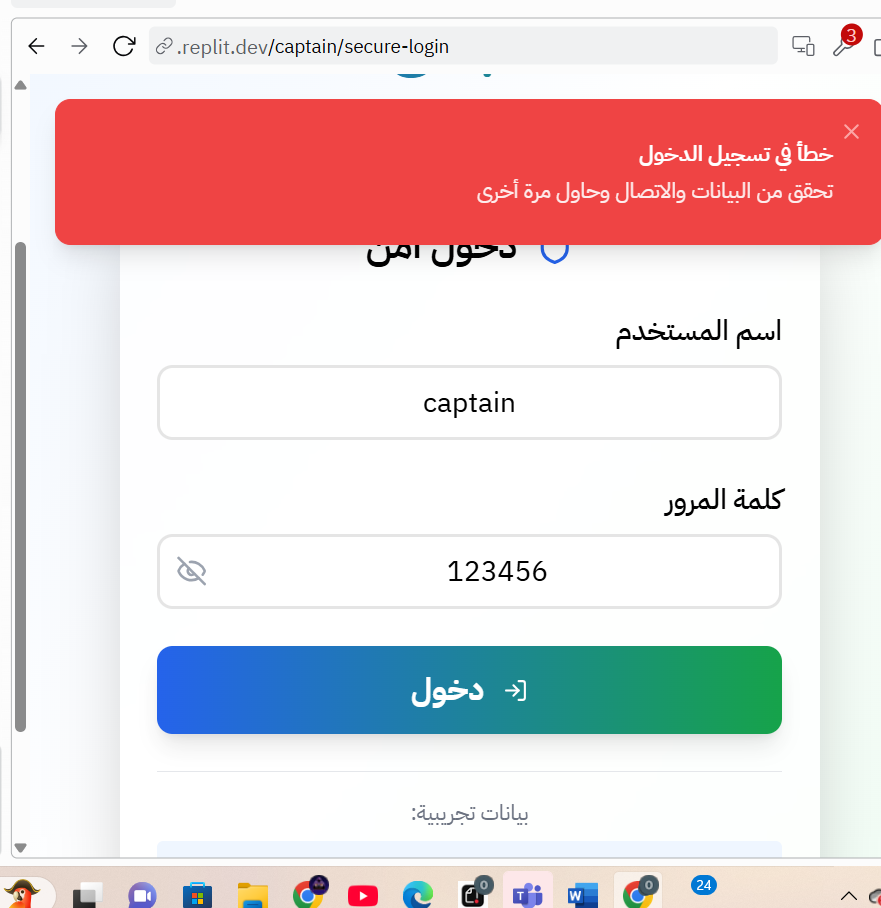 .replit.dev/captain/secure-login
3
خطأ في تسجيل الدخول
تحقق من البيانات والاتصال وحاول مرة أخرى
دخول آمن
اسم المستخدم
captain
كلمة المرور
123456
دخول
بيانات تجريبية:
0
0
24